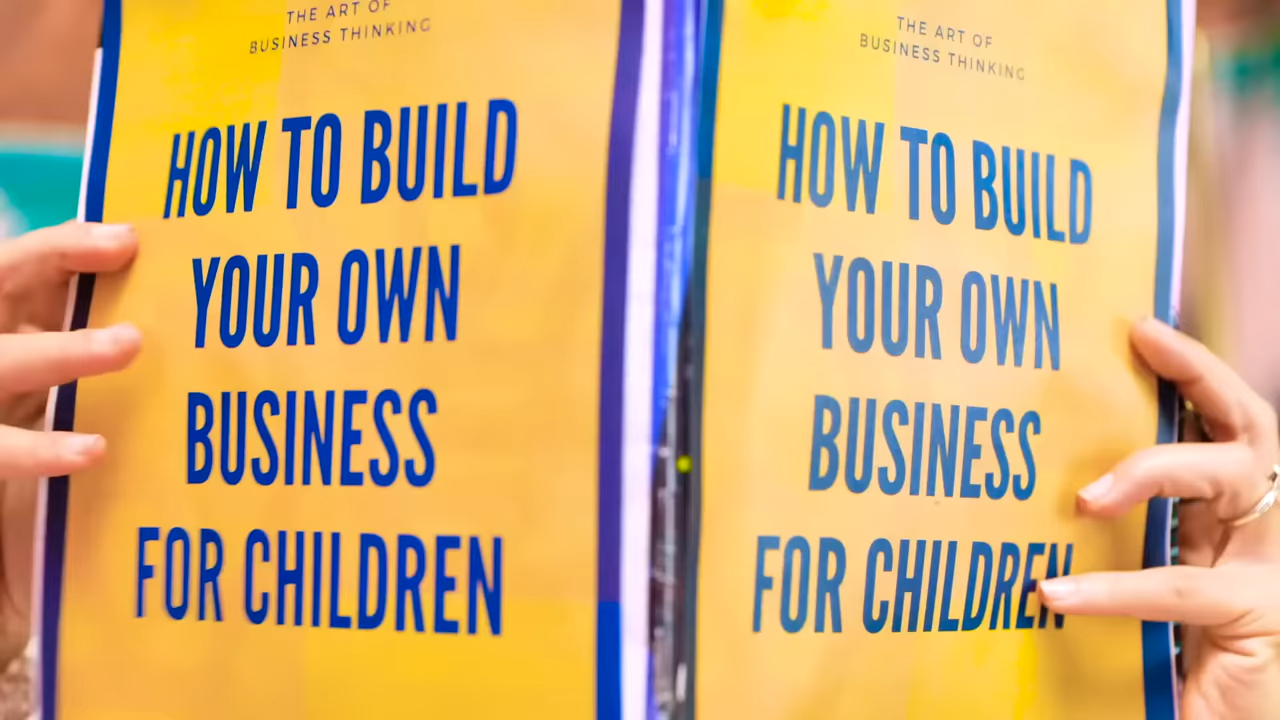 THE ART OF
BUSINESS THINKING
HOW TO BUILD
YOUR OWN
BUSINESS
FOR CHILDREN
THE ART OF
BUSINESS THINKING
HOW TO BUILD
YOUR OWN
BUSINESS
FOR CHILDREN